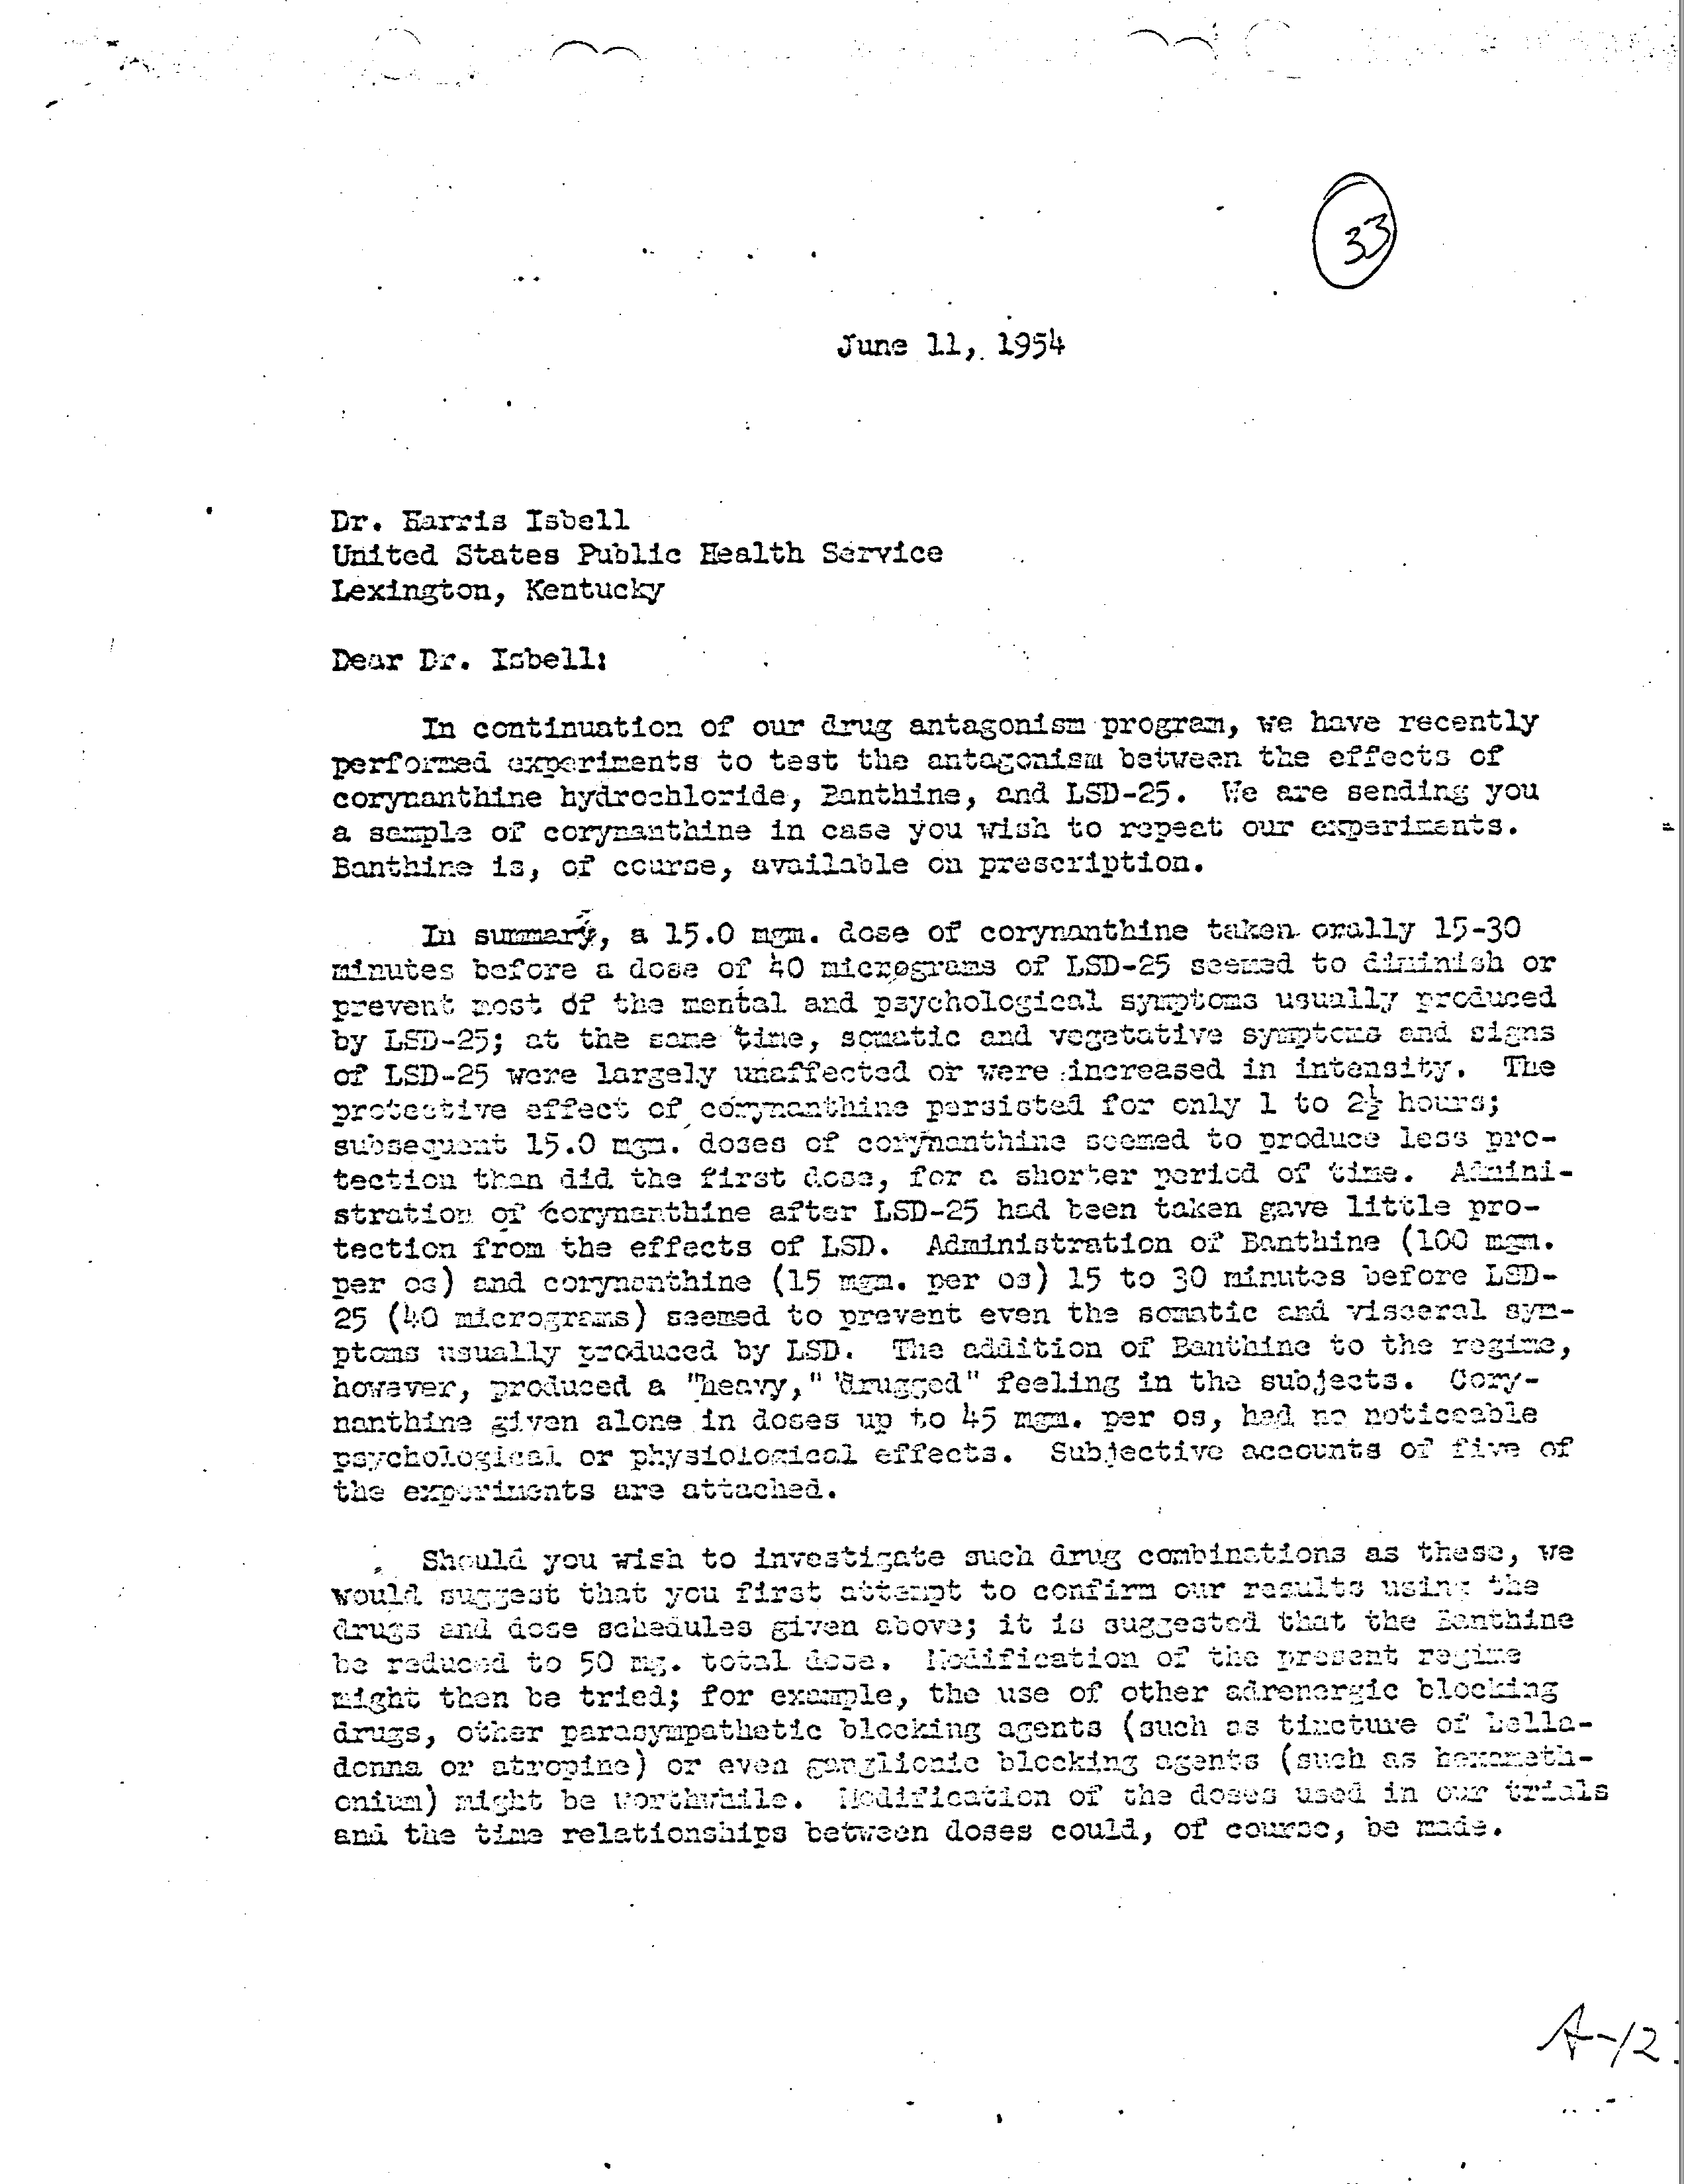 33
June 11, 1954
Dr. Harris Isbell
United States Public Health Service
Lexington, Kentucky
Dear Dr. Isbell:
In continuation of our drug antagonism program, we have recently
performed experiments to test the antagonism between the effects of
corynanthine hydrochloride, Banthine, and LSD-25. We are sending you
a sample of corynanthine in case you wish to repeat our experiments.
Banthine is, of course, available on prescription.
In summary, a 15.0 mgm. dose of corynanthine taken orally 15-30
minutes before a dose of 40 micrograms of LSD-25 seemed to diminish or
prevent most of the mental and psychological symptoms usually produced
by LSD-25; at the same time, somatic and vegetative symptoms and signs
of LSD-25 were largely unaffected or were increased in intensity. The
protective effect of corynanthine persisted for only 1 to 2½ hours;
subsequent 15.0 mgm. doses of corynanthine seemed to produce less pro-
tection than did the first dose, for a shorter period of time. Admini-
stration of corynanthine after LSD-25 had been taken gave little pro-
tection from the effects of LSD. Administration of Banthine (100 mgm.
per os) and corynanthine (15 mgm. per os) 15 to 30 minutes before LSD-
25 (40 micrograms) seemed to prevent even the somatic and visceral sym-
ptoms usually produced by LSD. The addition of Banthine to the regime,
however, produced a "heavy," "drugged" feeling in the subjects. Cory-
nanthine given alone in doses up to 45 mgm. per os, had no noticeable
psychological or physiological effects. Subjective accounts of five of
the experiments are attached.
Should you wish to investigate such drug combinations as these, we
would suggest that you first attempt to confirm our results using the
drugs and dose schedules given above; it is suggested that the Banthine
be reduced to 50 mg. total dose. Modification of the present regime
might then be tried; for example, the use of other adrenergic blocking
drugs, other parasympathetic blocking agents (such as tincture of bella-
donna or atropine) or even ganglionic blocking agents (such as hexameth-
onium) might be worthwhile. Modification of the doses used in our trials
and the time relationships between doses could, of course, be made.
A-12